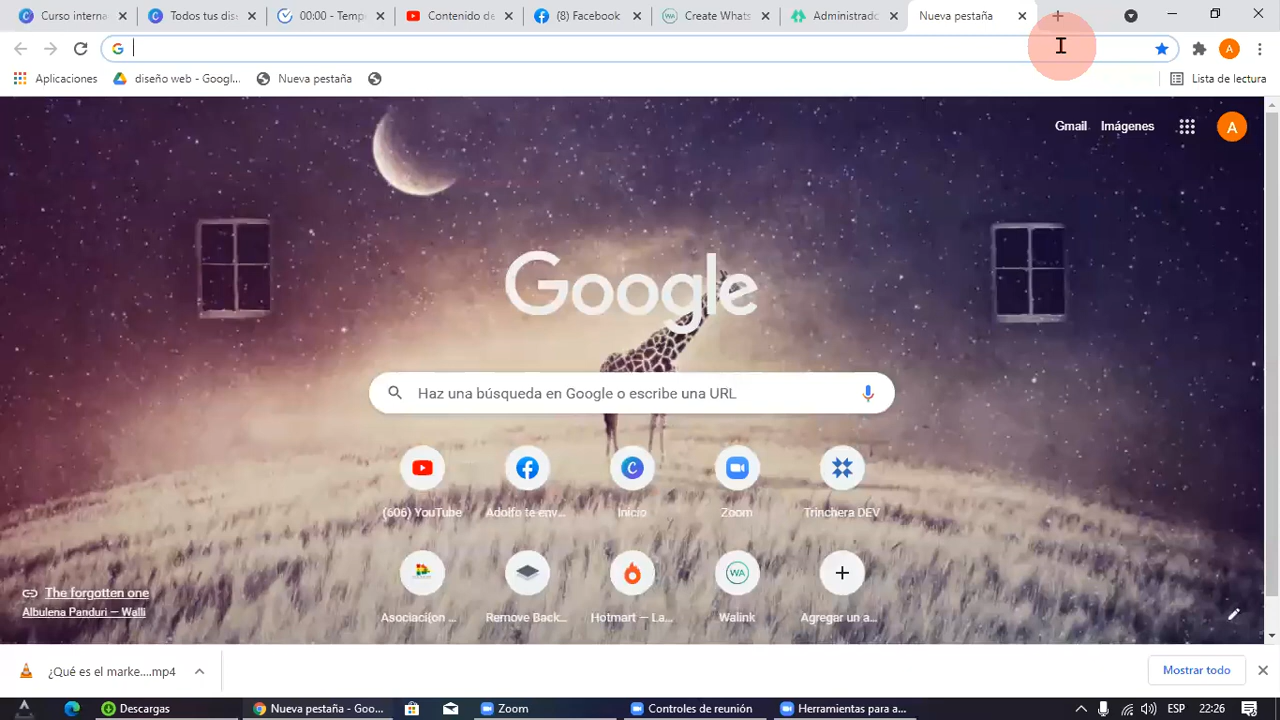 Curso interne
Todos tus dis
00:00 - Temp
Contenido de
(8) Facebook
Create Whats
Administrado
Nueva pestaña
Aplicaciones
diseño web - Googl...
Nueva pestaña
Lista de lectura
Gmail
Imágenes
A
A
Google
Haz una búsqueda en Google o escribe una URL
(606) YouTube
Adolfo te env...
Inicio
Zoom
Trinchera DEV
WA
Asociací(on ...
Remove Back...
Hotmart — La...
Walink
Agregar un a...
The forgotten one
Albulena Panduri — Walli
¿Qué es el marke....mp4
Mostrar todo
Descargas
Nueva pestaña - Goo...
Zoom
Controles de reunión
Herramientas para a...
ESP
22:26